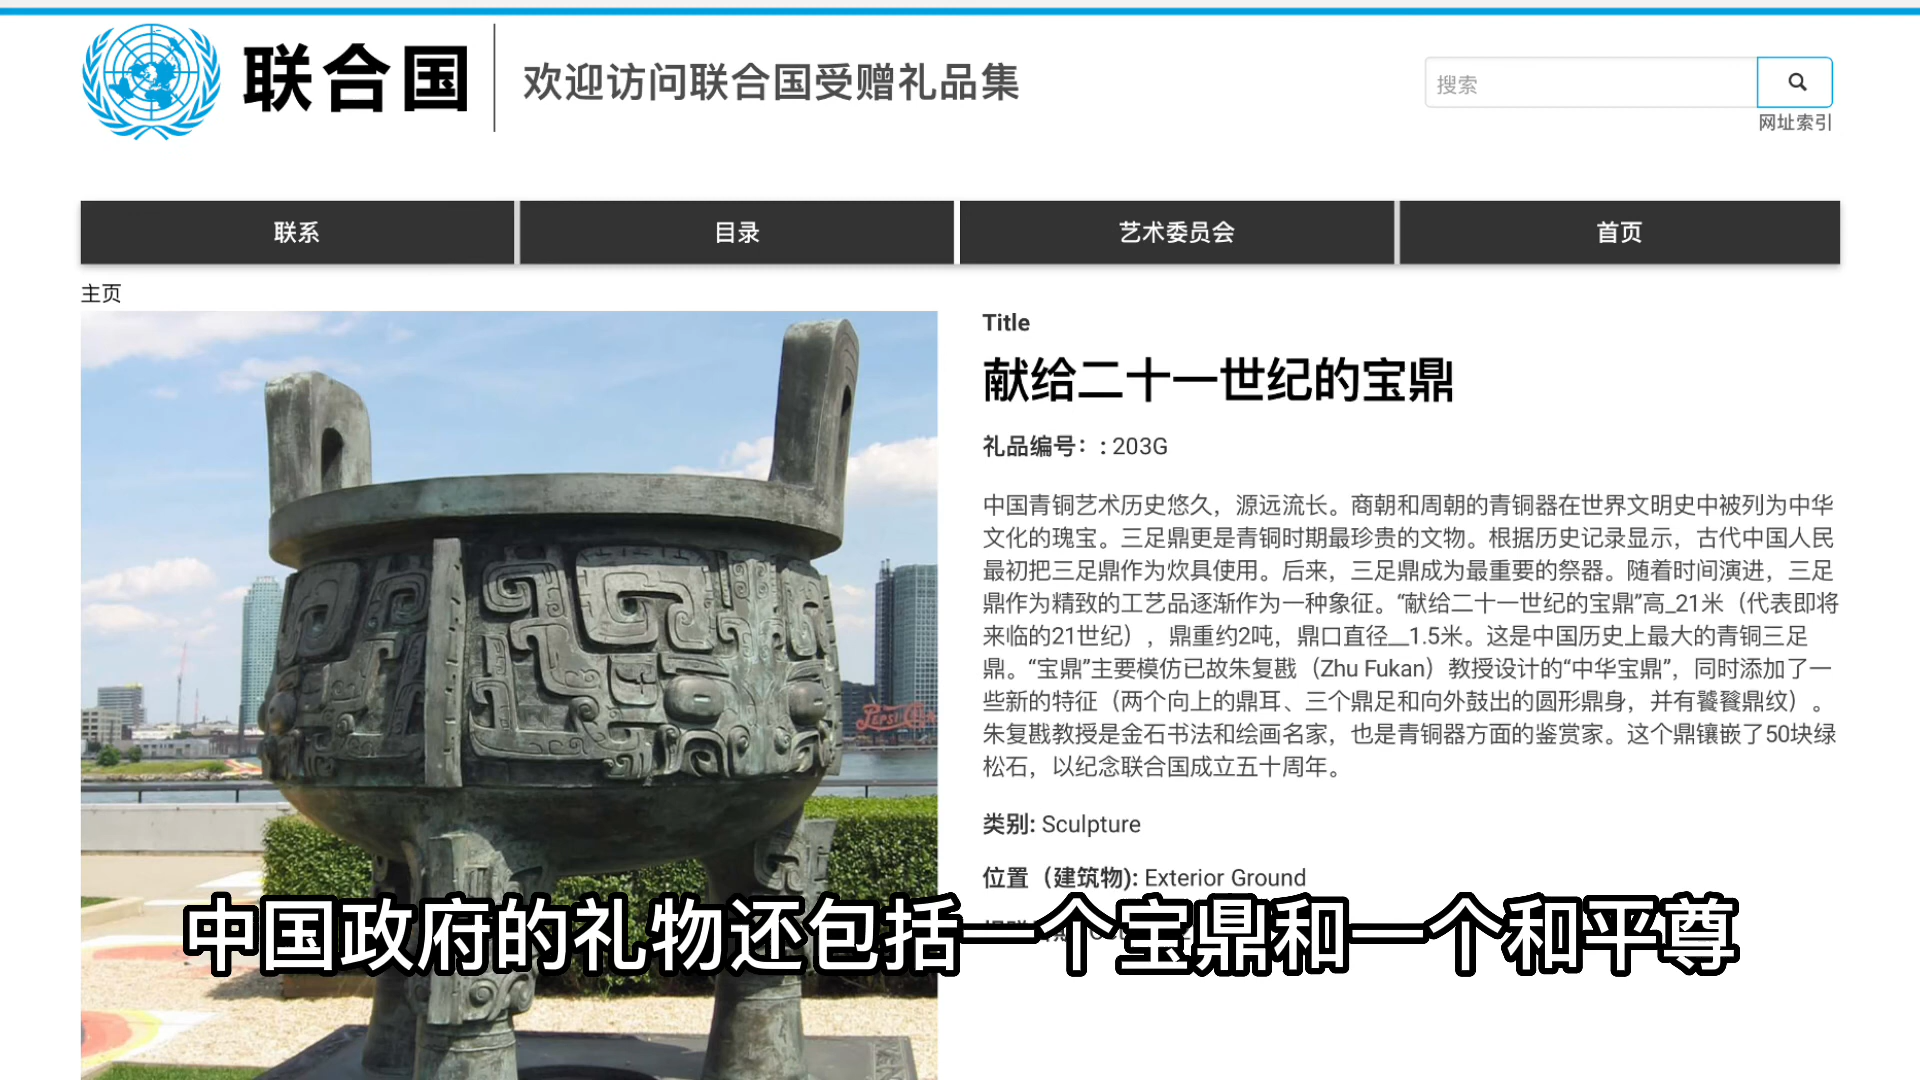 联合国
欢迎访问联合国受赠礼品集
搜索
网址索引
联系
目录
艺术委员会
首页
主页
Title
献给二十一世纪的宝鼎
礼品编号：: 203G
中国青铜艺术历史悠久，源远流长。商朝和周朝的青铜器在世界文明史中被列为中华
文化的瑰宝。三足鼎更是青铜时期最珍贵的文物。根据历史记录显示，古代中国人民
最初把三足鼎作为炊具使用。后来，三足鼎成为最重要的祭器。随着时间演进，三足
鼎作为精致的工艺品逐渐作为一种象征。“献给二十一世纪的宝鼎”高_21米（代表即将
来临的21世纪），鼎重约2吨，鼎口直径__1.5米。这是中国历史上最大的青铜三足
鼎。“宝鼎”主要模仿已故朱复戡（Zhu Fukan）教授设计的“中华宝鼎”，同时添加了一
些新的特征（两个向上的鼎耳、三个鼎足和向外鼓出的圆形鼎身，并有饕餮鼎纹）。
朱复戡教授是金石书法和绘画名家，也是青铜器方面的鉴赏家。这个鼎镶嵌了50块绿
松石，以纪念联合国成立五十周年。
类别: Sculpture
位置（建筑物): Exterior Ground
PEPSI-COLA
中国政府的礼物还包括一个宝鼎和一个和平尊